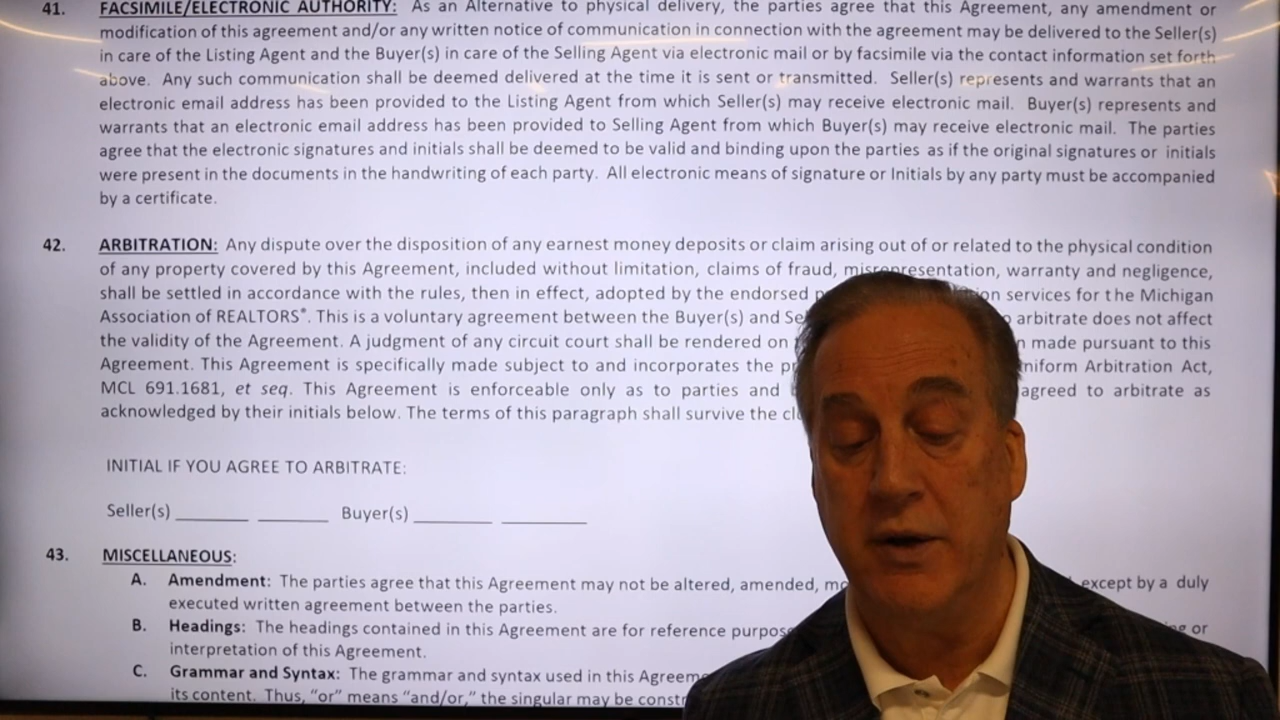 41. FACSIMILE/ELECTRONIC AUTHORITY: As an Alternative to physical delivery, the parties agree that this Agreement, any amendment or
modification of this agreement and/or any written notice of communication in connection with the agreement may be delivered to the Seller(s)
in care of the Listing Agent and the Buyer(s) in care of the Selling Agent via electronic mail or by facsimile via the contact information set forth
above. Any such communication shall be deemed delivered at the time it is sent or transmitted. Seller(s) represents and warrants that an
electronic email address has been provided to the Listing Agent from which Seller(s) may receive electronic mail. Buyer(s) represents and
warrants that an electronic email address has been provided to Selling Agent from which Buyer(s) may receive electronic mail. The parties
agree that the electronic signatures and initials shall be deemed to be valid and binding upon the parties as if the original signatures or initials
were present in the documents in the handwriting of each party. All electronic means of signature or Initials by any party must be accompanied
by a certificate.
42. ARBITRATION: Any dispute over the disposition of any earnest money deposits or claim arising out of or related to the physical condition
of any property covered by this Agreement, included without limitation, claims of fraud, misrepresentation, warranty and negligence,
shall be settled in accordance with the rules, then in effect, adopted by the endorsed services for the Michigan
Association of REALTORS®. This is a voluntary agreement between the Buyer(s) and arbitrate does not affect
the validity of the Agreement. A judgment of any circuit court shall be rendered on made pursuant to this
Agreement. This Agreement is specifically made subject to and incorporates the Arbitration Act,
MCL 691.1681, et seq. This Agreement is enforceable only as to parties and agreed to arbitrate as
acknowledged by their initials below. The terms of this paragraph shall survive the
INITIAL IF YOU AGREE TO ARBITRATE:
Seller(s) ________ ________ Buyer(s) ________ ________
43. MISCELLANEOUS:
A. Amendment: The parties agree that this Agreement may not be altered, amended, except by a duly
executed written agreement between the parties.
B. Headings: The headings contained in this Agreement are for reference or
interpretation of this Agreement.
C. Grammar and Syntax: The grammar and syntax used in this
its content. Thus, "or" means "and/or," the singular may be